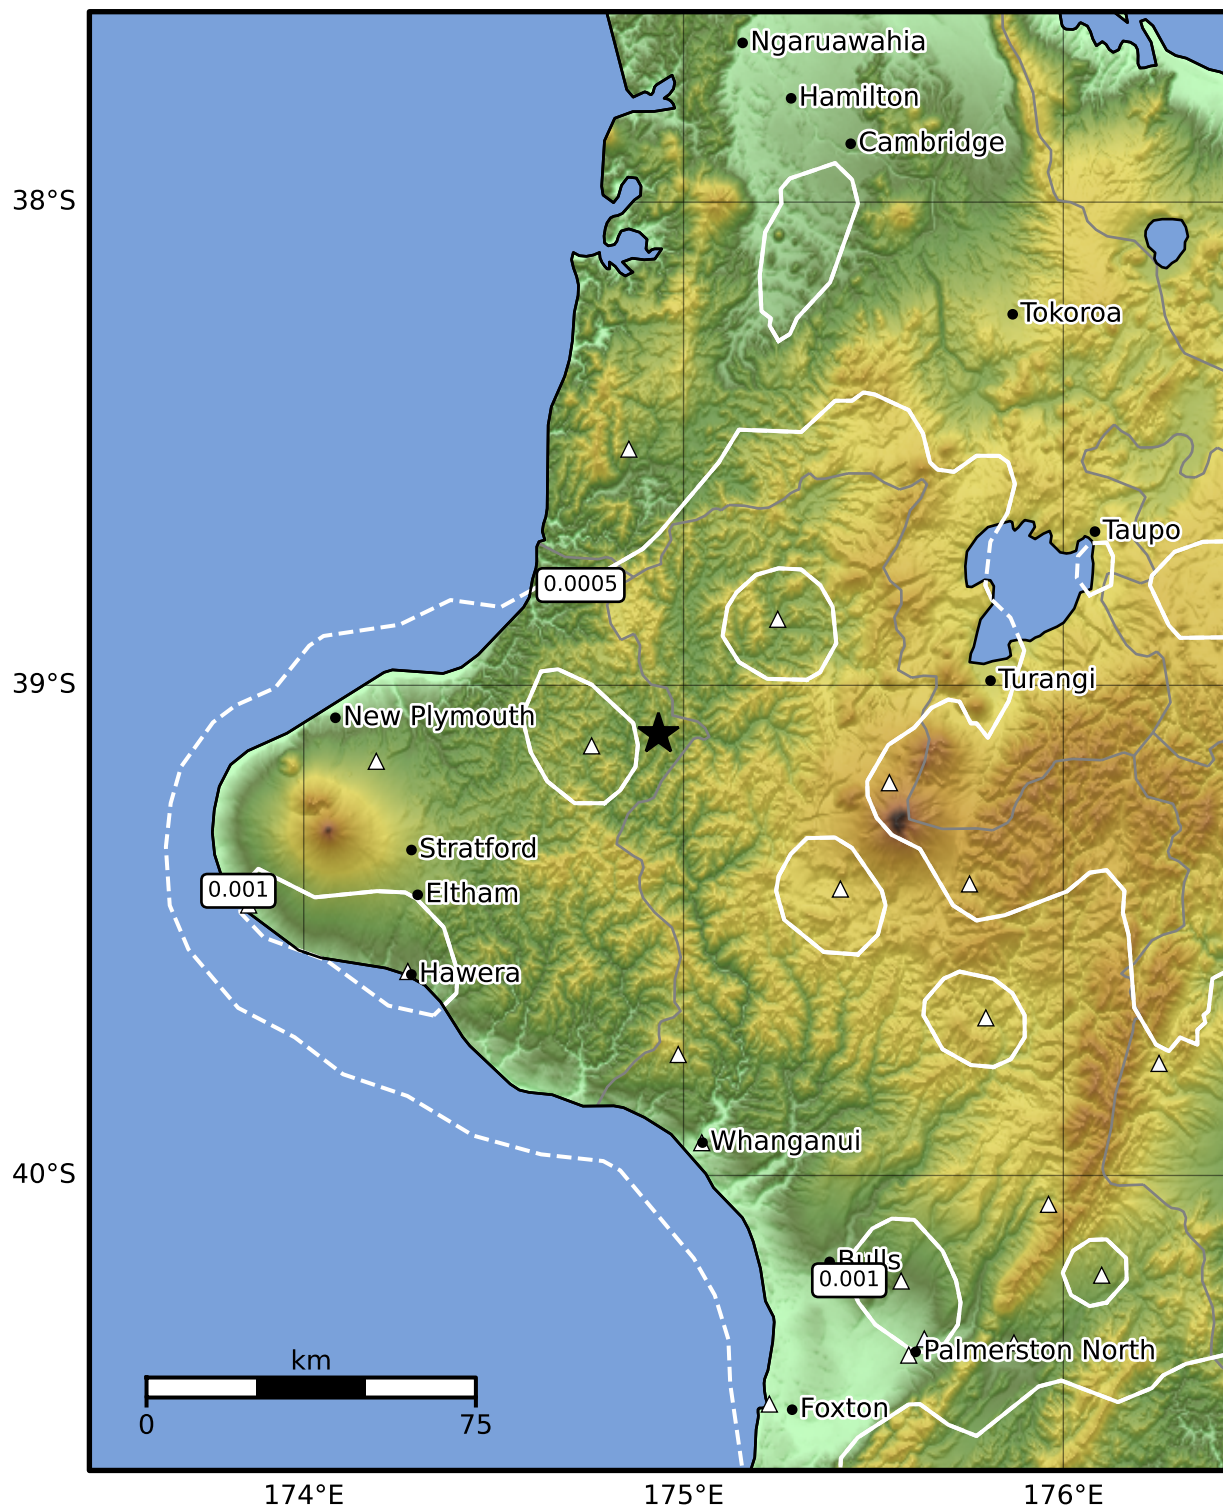 Ngaruawahia
Hamilton
Cambridge
38°S
Tokoroa
Taupo
0.0005
39°S
Turangi
New Plymouth
Stratford
0.001
Eltham
Hawera
Whanganui
40°S
Bulls
0.001
Palmerston North
km
Foxton
0
75
174°E
175°E
176°E